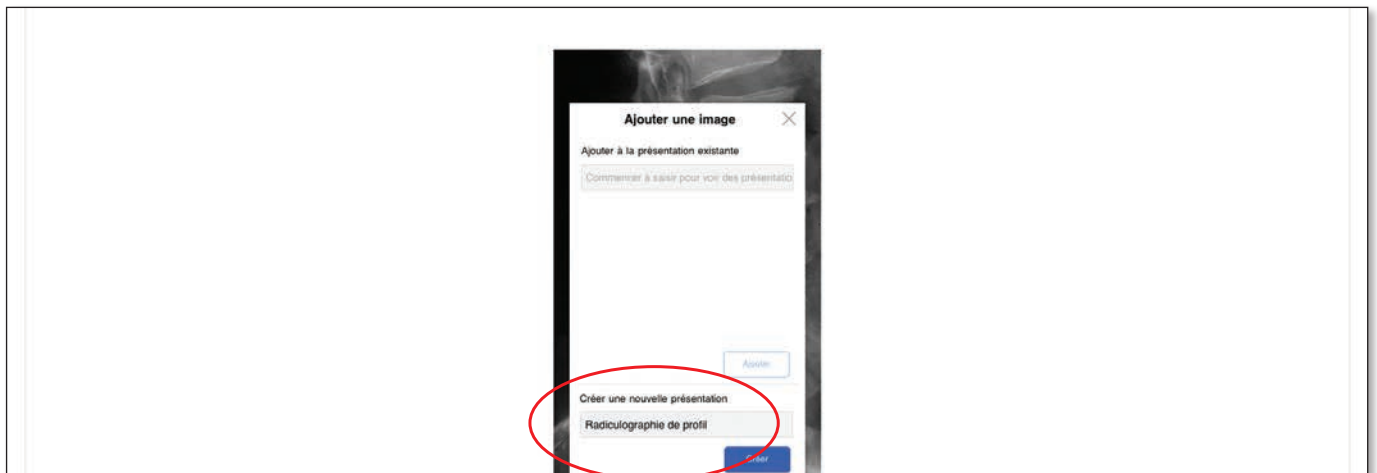 Ajouter une image
Ajouter à la présentation existante
Commencer à saisir pour voir des présentatio
Ajouter
Créer une nouvelle présentation
Radiculographie de profil
Créer